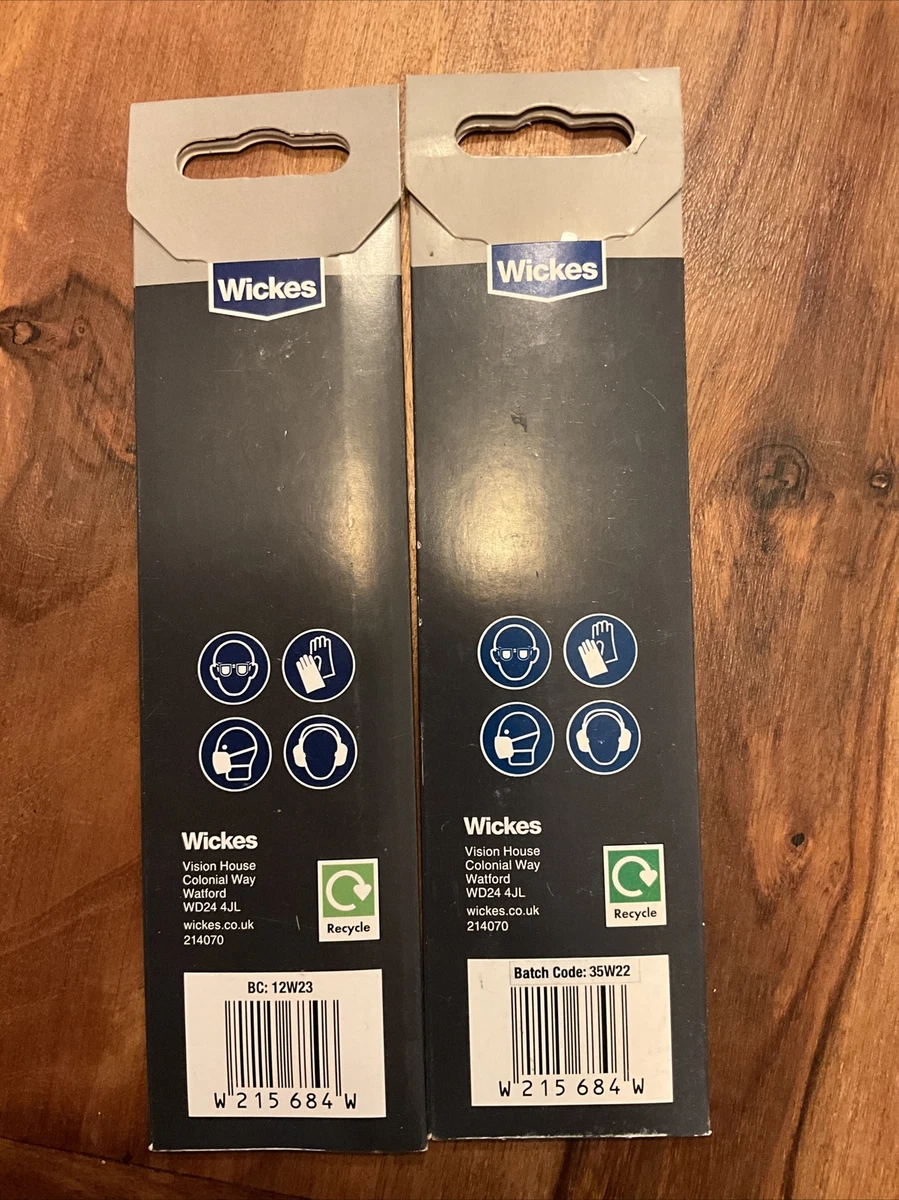 Wickes
Wickes
Vision House
Colonial Way
Watford
WD24 4JL
wickes.co.uk
214070
Recycle
BC: 12W23
W 215 684 W
Wickes
Wickes
Vision House
Colonial Way
Watford
WD24 4JL
wickes.co.uk
214070
Recycle
Batch Code: 35W22
W 215 684 W